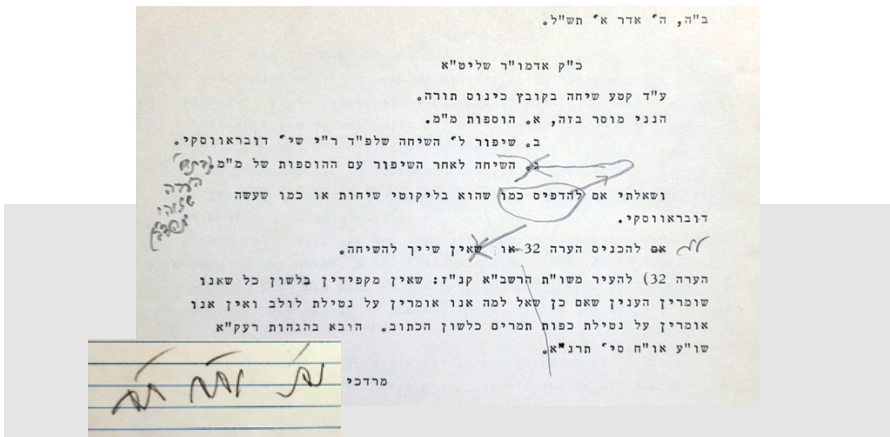 ב"ה, ה' אדר א' תש"ל.
כ"ק אדמו"ר שליט"א
ע"ד קטע שיחה בקובץ כינוס תורה.
הנני מוסר בזה, א. הוספות מ"מ.
ב. שיפור ל' השיחה שלפ"ד ר"י שי' דובראווסקי.
ג. השיחה לאחר השיפור עם ההוספות של מ"מ.
ושאלתי אם להדפיס כמו שהוא בליקוטי שיחות או כמו שעשה
דובראווסקי.
אם להכניס הערה 32 או שאין שייך להשיחה.
הערה 32) להעיר משו"ת הרשב"א קנ"ז: שאין מקפידין בלשון כל שאנו
שומרין הענין שאם כן שאל למה אנו אומרין על נטילת לולב ואין אנו
אומרין על נטילת כפות תמרים כלשון הכתוב. הובא בהגהות רעק"א
שו"ע או"ח סי' תרנ"א.
מרדכי